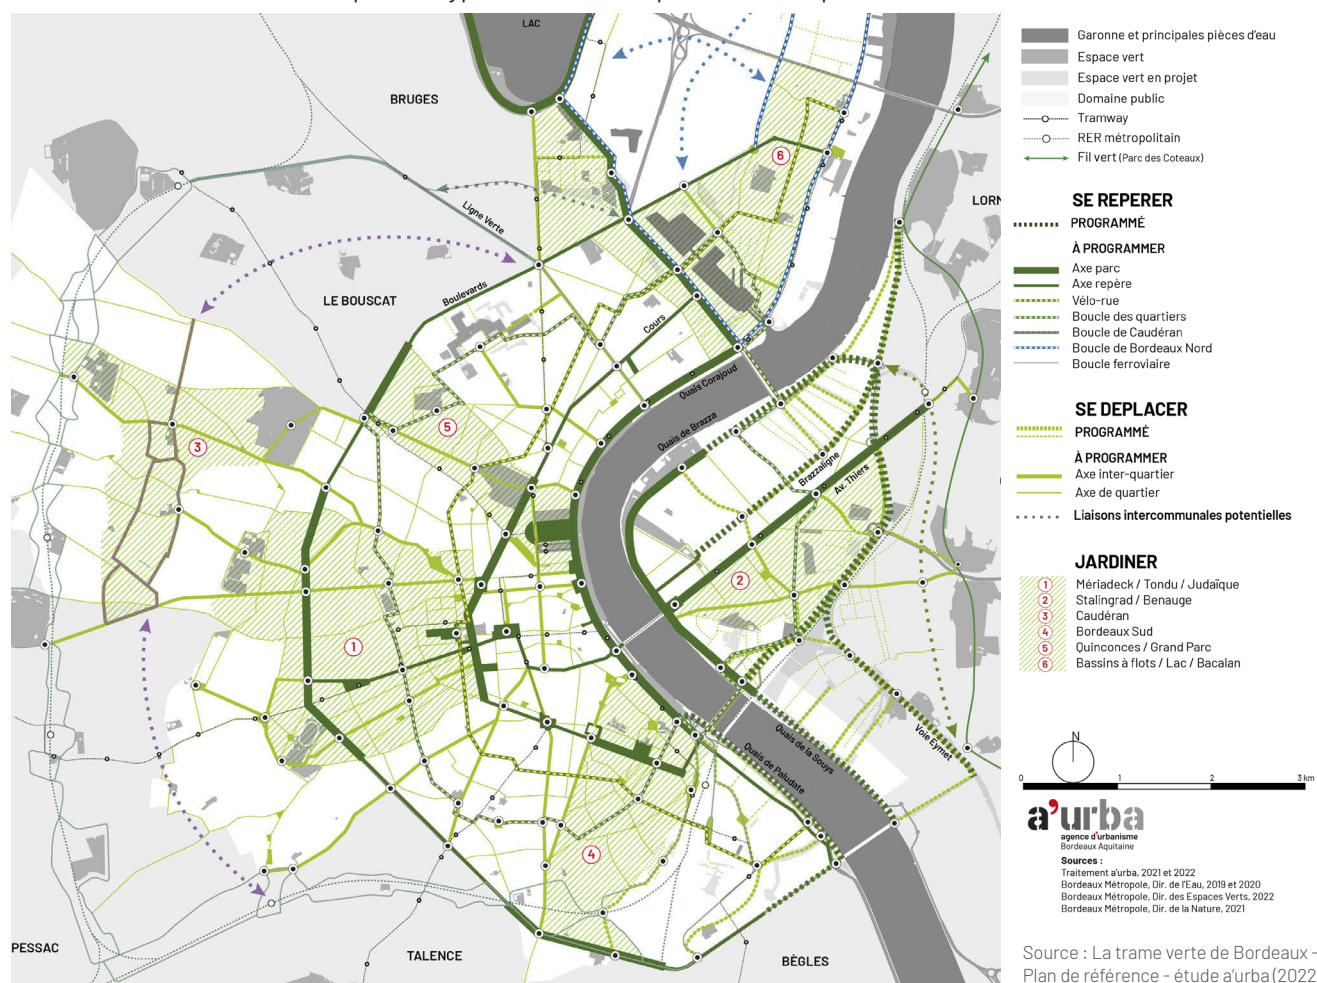 LAC
BRUGES
LORM
Ligne Verte
LE BOUSCAT
Boulevards
Cours
Quais Corajoud
Quais de Brazza
Brazzaligne
Av. Thiers
6
5
3
2
1
4
Quais de la Souys
Quais de Paludate
Voie Eymet
PESSAC
TALENCE
BÈGLES
Garonne et principales pièces d'eau
Espace vert
Espace vert en projet
Domaine public
Tramway
RER métropolitain
Fil vert (Parc des Coteaux)
SE REPERER
PROGRAMMÉ
À PROGRAMMER
Axe parc
Axe repère
Vélo-rue
Boucle des quartiers
Boucle de Caudéran
Boucle de Bordeaux Nord
Boucle ferroviaire
SE DEPLACER
PROGRAMMÉ
À PROGRAMMER
Axe inter-quartier
Axe de quartier
Liaisons intercommunales potentielles
JARDINER
1 Mériadeck / Tondu / Judaïque
2 Stalingrad / Benauge
3 Caudéran
4 Bordeaux Sud
5 Quinconces / Grand Parc
6 Bassins à flots / Lac / Bacalan
N
0 1 2 3 km
a'urba
agence d'urbanisme
Bordeaux Aquitaine
Sources :
Traitement a'urba, 2021 et 2022
Bordeaux Métropole, Dir. de l'Eau, 2019 et 2020
Bordeaux Métropole, Dir. des Espaces Verts, 2022
Bordeaux Métropole, Dir. de la Nature, 2021
Source : La trame verte de Bordeaux -
Plan de référence - étude a'urba (2022